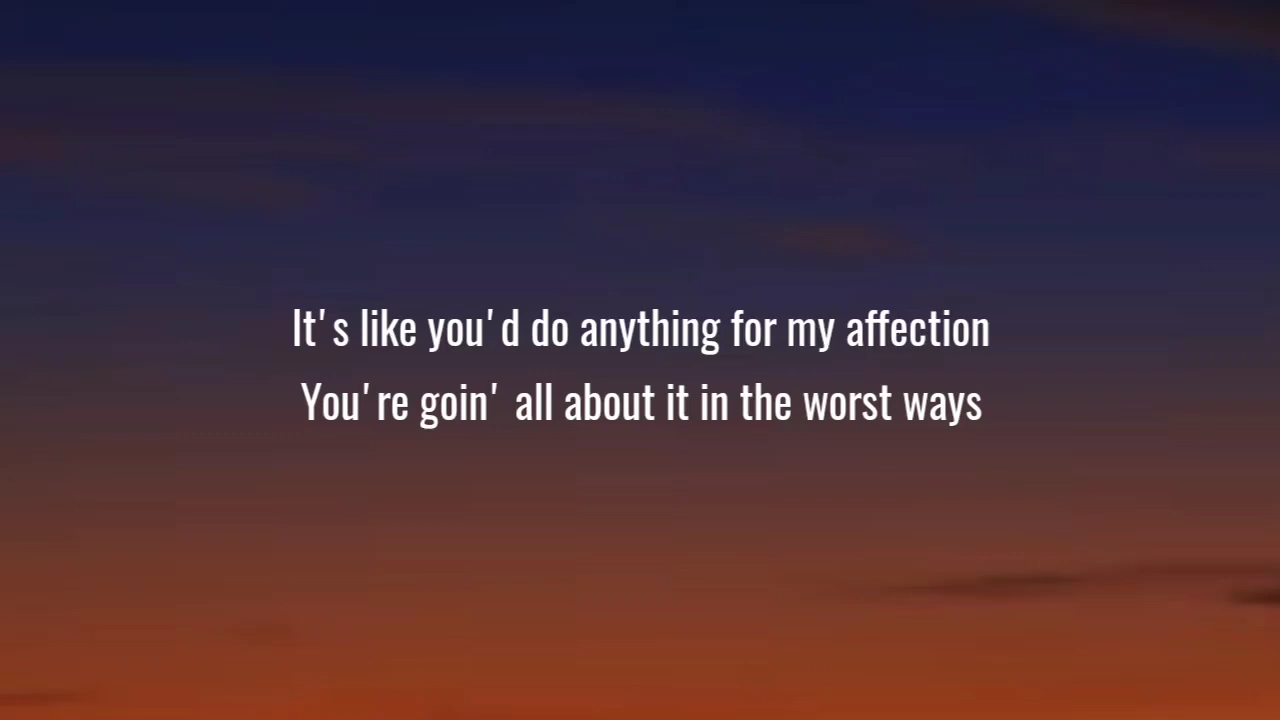 It's like you'd do anything for my affection
You're goin' all about it in the worst ways